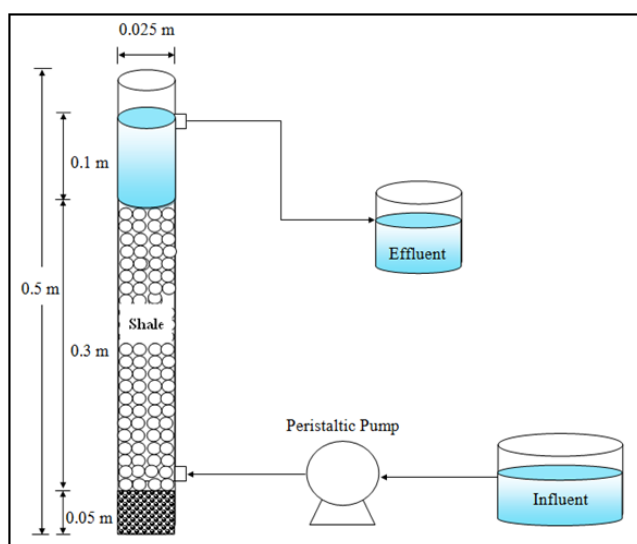 0.025 m
0.1 m
Effluent
0.5 m
Shale
0.3 m
Peristaltic Pump
Influent
0.05 m